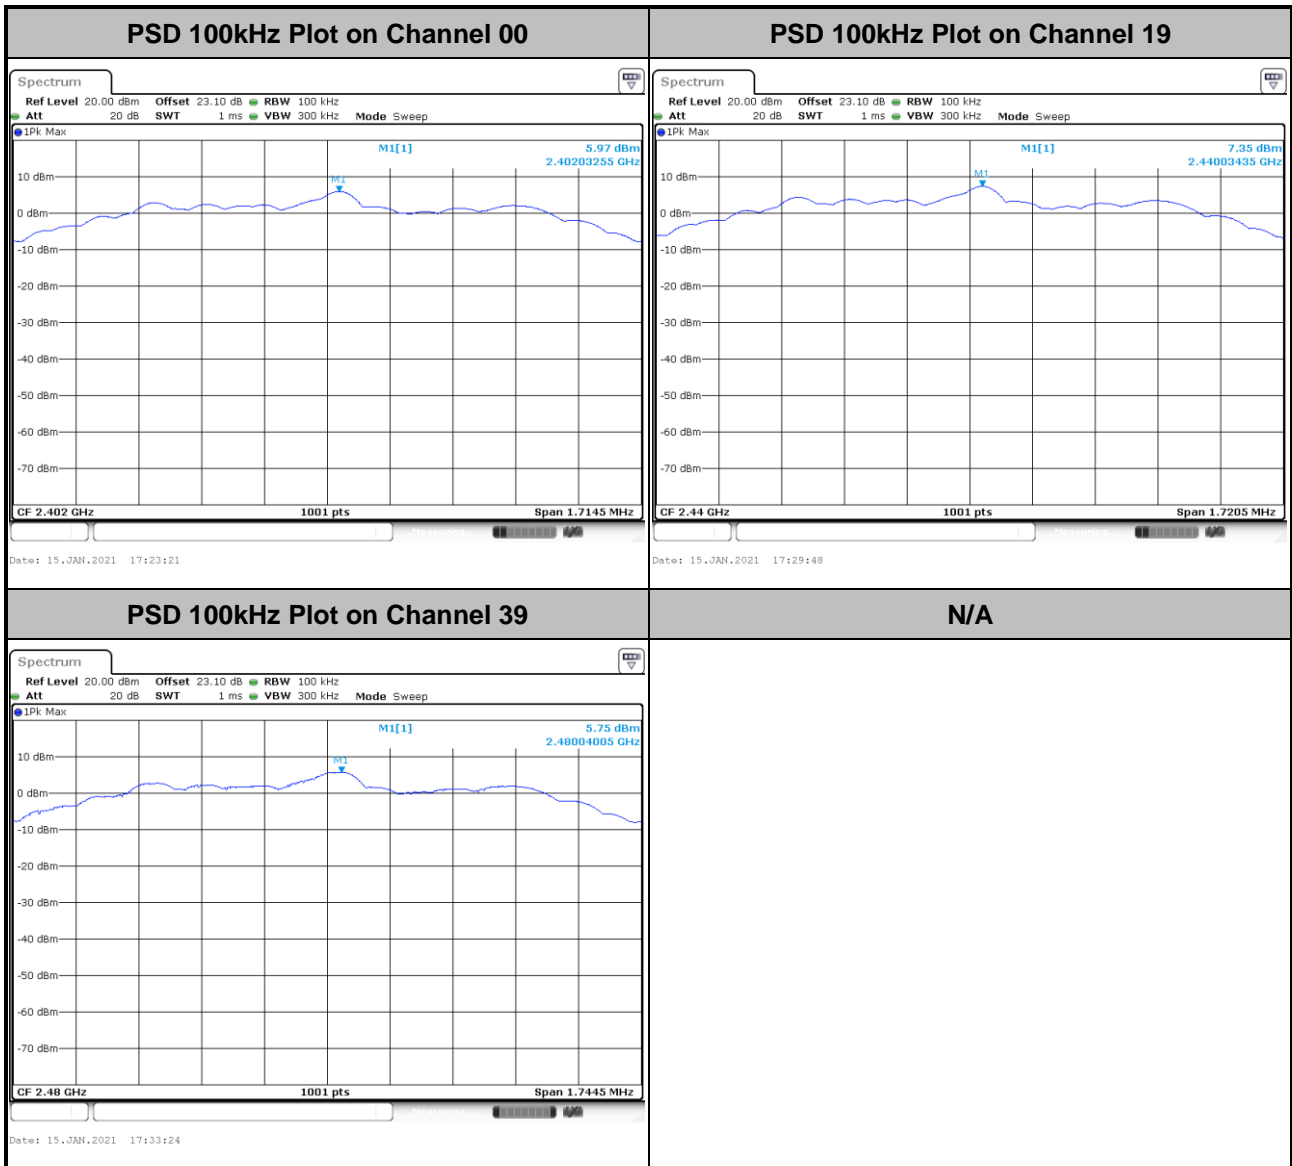 PSD 100kHz Plot on Channel 00
PSD 100kHz Plot on Channel 19
Spectrum
Ref Level 20.00 dBm Offset 23.10 dB RBW 100 kHz
Att 20 dB SWT 1 ms VBW 300 kHz Mode Sweep
1Pk Max
M1[1] 5.97 dBm
2.40203255 GHz
M1
10 dBm
0 dBm
-10 dBm
-20 dBm
-30 dBm
-40 dBm
-50 dBm
-60 dBm
-70 dBm
CF 2.402 GHz 1001 pts Span 1.7145 MHz
Measuring...
Date: 15.JAN.2021 17:23:21
Spectrum
Ref Level 20.00 dBm Offset 23.10 dB RBW 100 kHz
Att 20 dB SWT 1 ms VBW 300 kHz Mode Sweep
1Pk Max
M1[1] 7.35 dBm
2.44003435 GHz
M1
10 dBm
0 dBm
-10 dBm
-20 dBm
-30 dBm
-40 dBm
-50 dBm
-60 dBm
-70 dBm
CF 2.44 GHz 1001 pts Span 1.7205 MHz
Measuring...
Date: 15.JAN.2021 17:29:48
PSD 100kHz Plot on Channel 39
N/A
Spectrum
Ref Level 20.00 dBm Offset 23.10 dB RBW 100 kHz
Att 20 dB SWT 1 ms VBW 300 kHz Mode Sweep
1Pk Max
M1[1] 5.75 dBm
2.48004005 GHz
M1
10 dBm
0 dBm
-10 dBm
-20 dBm
-30 dBm
-40 dBm
-50 dBm
-60 dBm
-70 dBm
CF 2.48 GHz 1001 pts Span 1.7445 MHz
Measuring...
Date: 15.JAN.2021 17:33:24